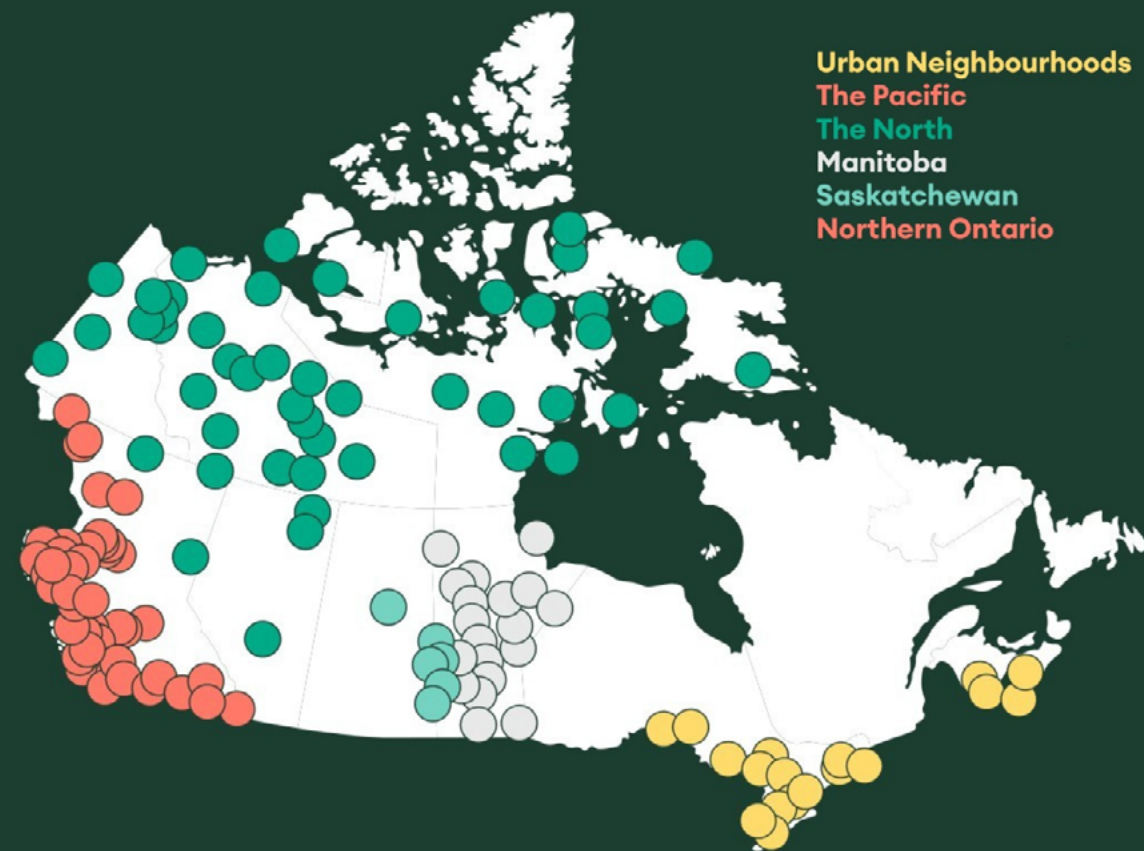 Urban Neighbourhoods
The Pacific
The North
Manitoba
Saskatchewan
Northern Ontario